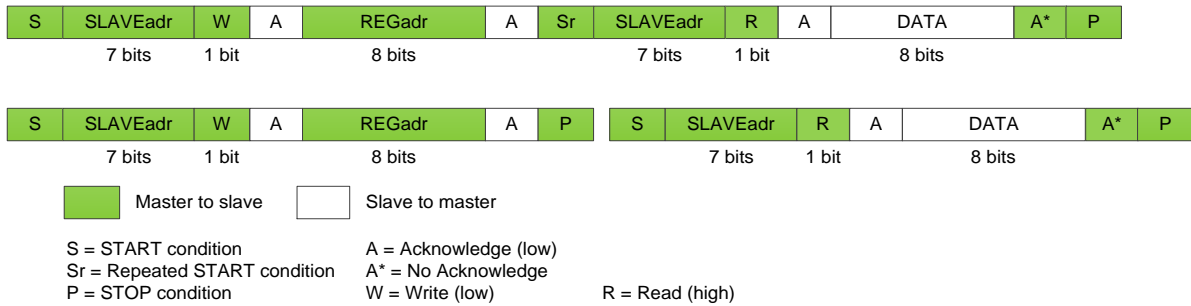 S SLAVEadr W A REGadr A Sr SLAVEadr R A DATA A* P
7 bits 1 bit 8 bits 7 bits 1 bit 8 bits
S SLAVEadr W A REGadr A P S SLAVEadr R A DATA A* P
7 bits 1 bit 8 bits 7 bits 1 bit 8 bits
Master to slave Slave to master
S = START condition A = Acknowledge (low)
Sr = Repeated START condition A* = No Acknowledge
P = STOP condition W = Write (low) R = Read (high)